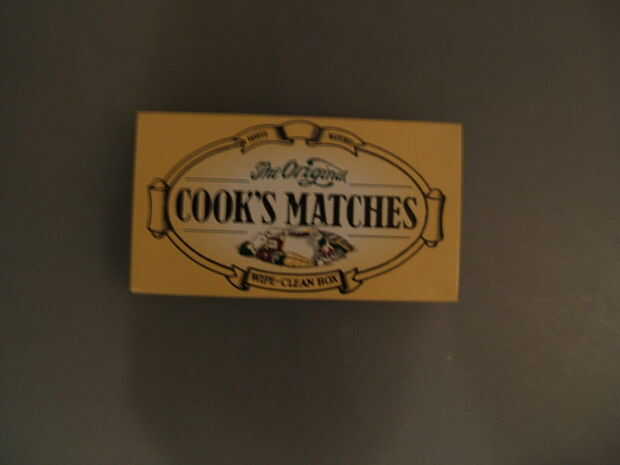 The Original
COOK'S MATCHES
WIPE-CLEAN BOX